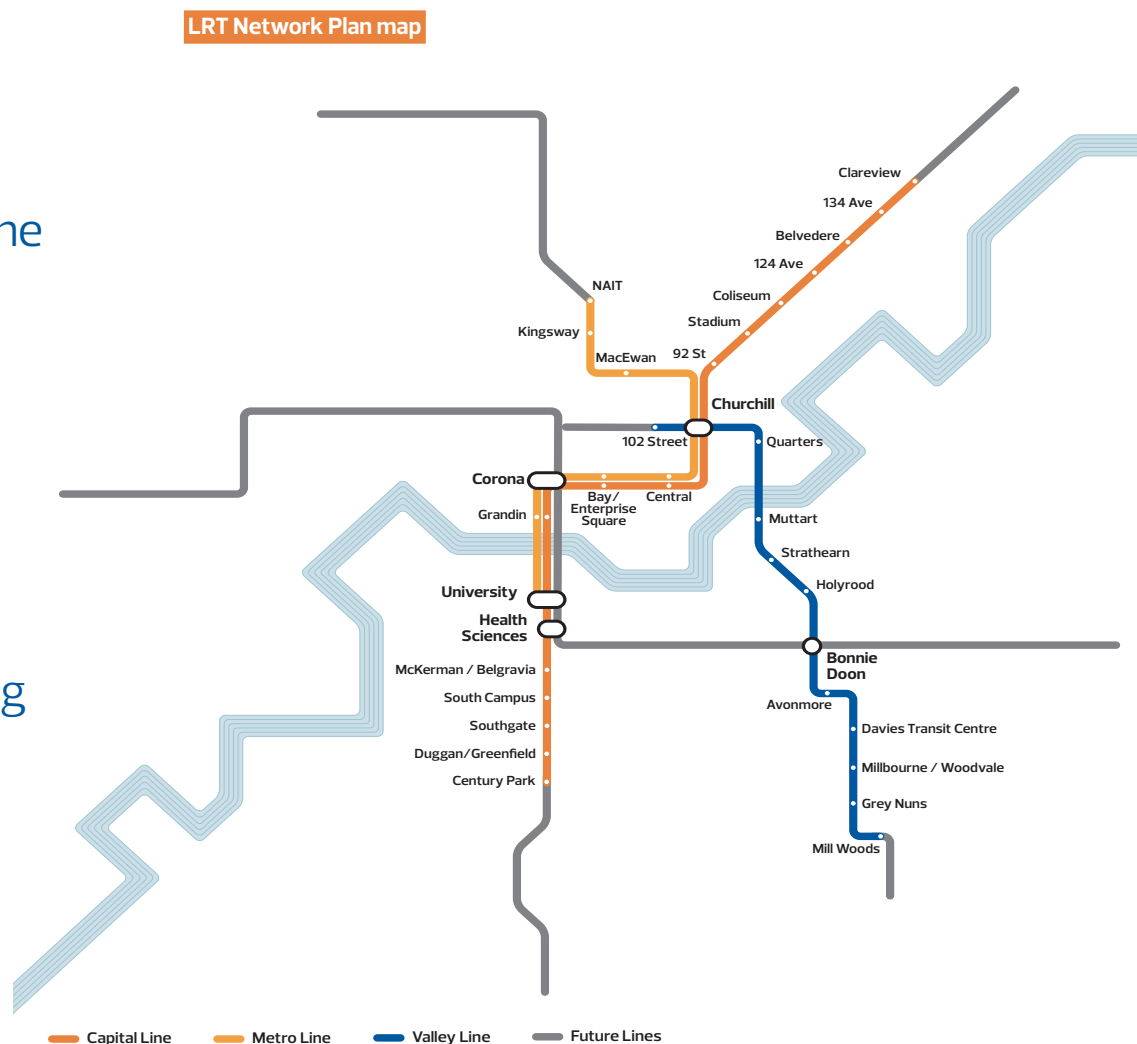 LRT Network Plan map
ne
g
Clareview
134 Ave
Belvedere
124 Ave
Coliseum
Stadium
92 St
NAIT
Kingsway
MacEwan
Churchill
102 Street
Quarters
Corona
Bay/
Enterprise
Square
Central
Grandin
Muttart
Strathearn
Holyrood
University
Health
Sciences
Bonnie
Doon
McKerman / Belgravia
South Campus
Southgate
Duggan/Greenfield
Century Park
Avonmore
Davies Transit Centre
Millbourne / Woodvale
Grey Nuns
Mill Woods
Capital Line
Metro Line
Valley Line
Future Lines